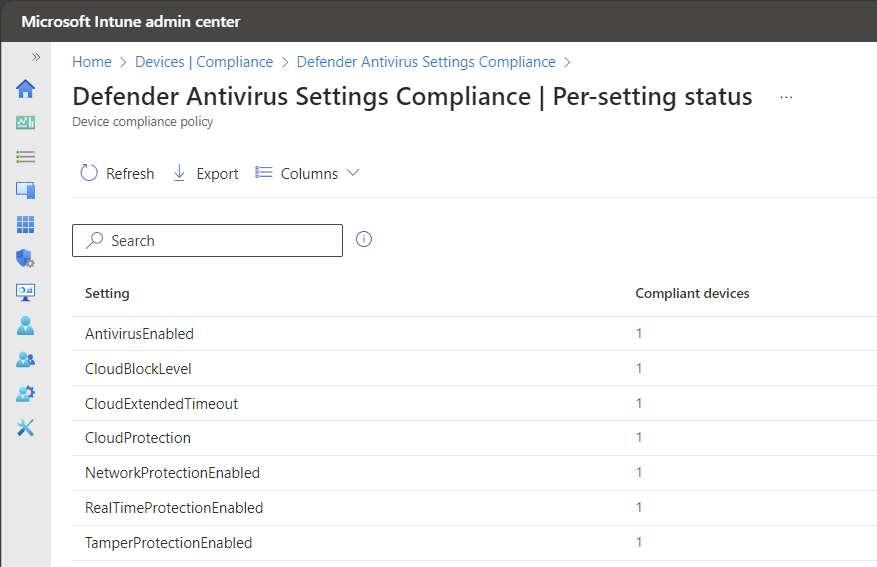 Microsoft Intune admin center
Home > Devices | Compliance > Defender Antivirus Settings Compliance >
Defender Antivirus Settings Compliance | Per-setting status ...
Device compliance policy
Refresh Export Columns
Search
Setting Compliant devices
AntivirusEnabled 1
CloudBlockLevel 1
CloudExtendedTimeout 1
CloudProtection 1
NetworkProtectionEnabled 1
RealTimeProtectionEnabled 1
TamperProtectionEnabled 1